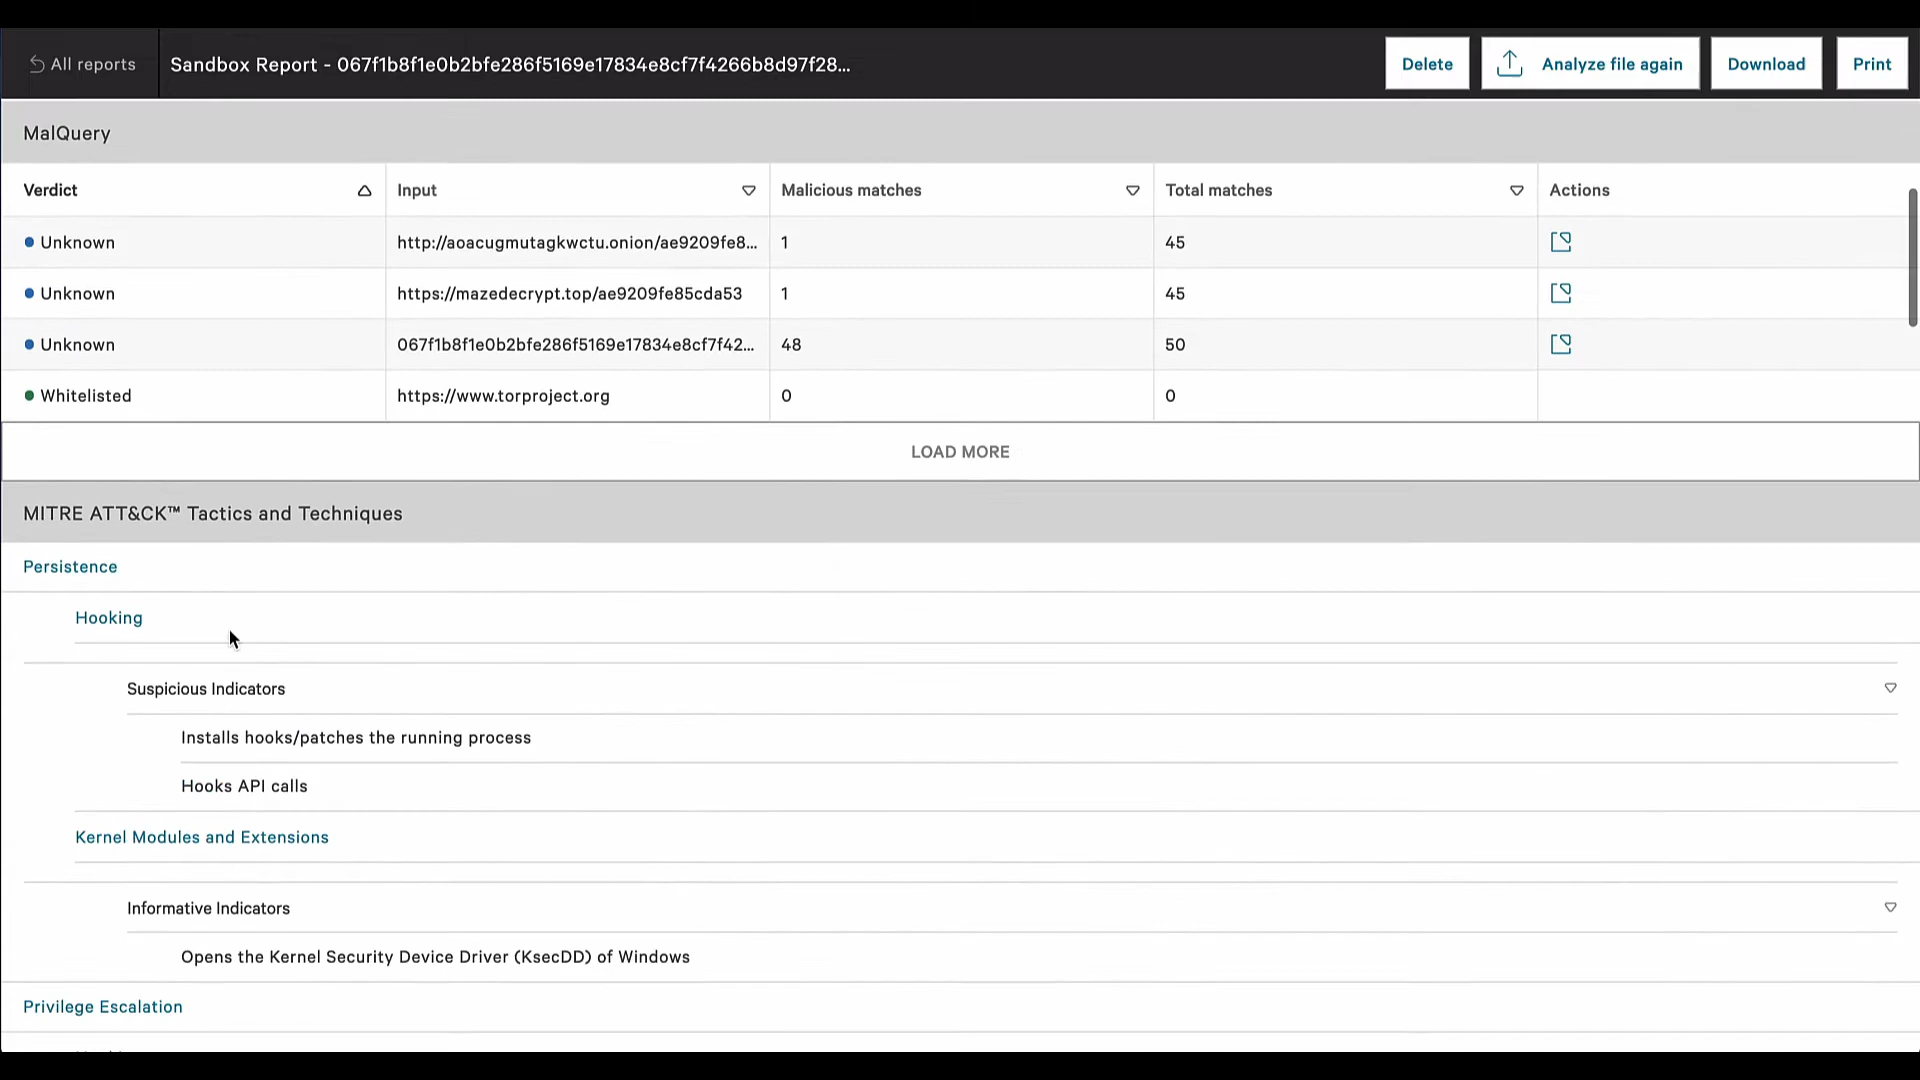 All reports
Sandbox Report - 067f1b8f1e0b2bfe286f5169e17834e8cf7f4266b8d97f28...
Delete
Analyze file again
Download
Print
MalQuery
Verdict Input Malicious matches Total matches Actions
Unknown http://aoacugmutagkwctu.onion/ae9209fe8... 1 45
Unknown https://mazedecrypt.top/ae9209fe85cda53 1 45
Unknown 067f1b8f1e0b2bfe286f5169e17834e8cf7f42... 48 50
Whitelisted https://www.torproject.org 0 0
LOAD MORE
MITRE ATT&CK™ Tactics and Techniques
Persistence
Hooking
Suspicious Indicators
Installs hooks/patches the running process
Hooks API calls
Kernel Modules and Extensions
Informative Indicators
Opens the Kernel Security Device Driver (KsecDD) of Windows
Privilege Escalation